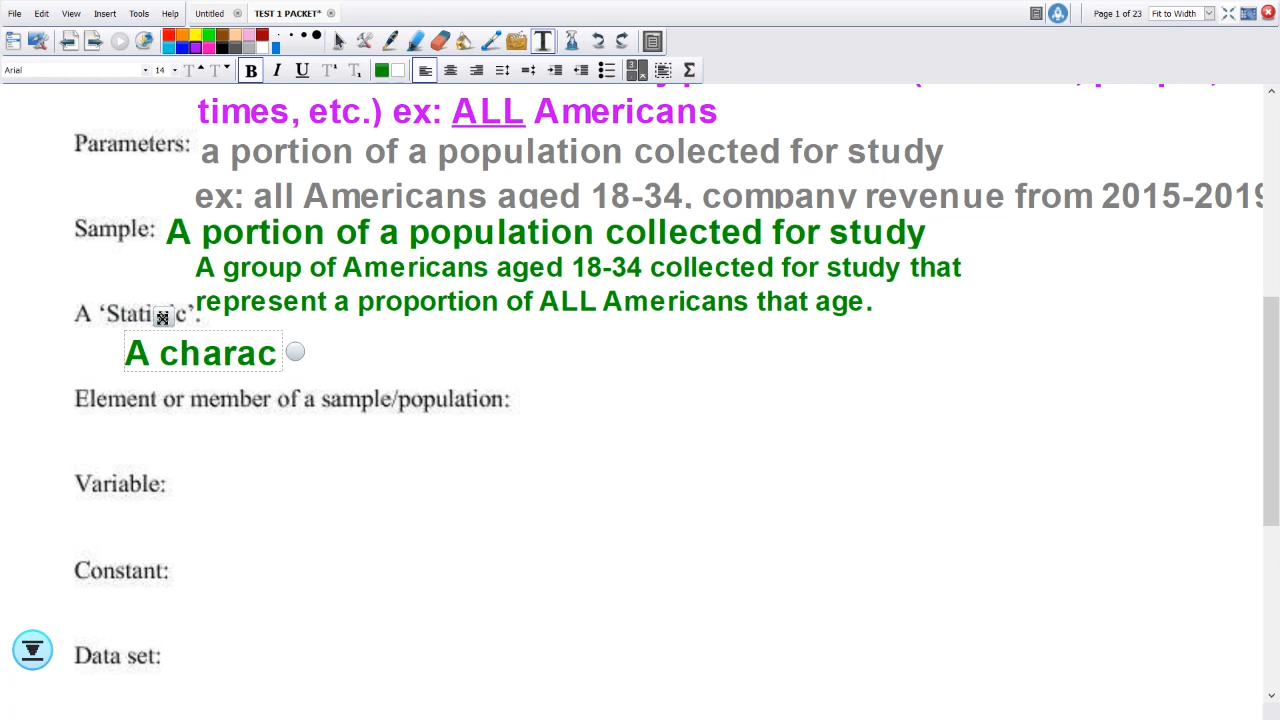 File Edit View Insert Tools Help Untitled TEST 1 PACKET* Page 1 of 23 Fit to Width
Arial 14 B I U
times, etc.) ex: ALL Americans
Parameters: a portion of a population colected for study
ex: all Americans aged 18-34, company revenue from 2015-2019
Sample: A portion of a population collected for study
A group of Americans aged 18-34 collected for study that
represent a proportion of ALL Americans that age.
A
A charac
Element or member of a sample/population:
Variable:
Constant:
Data set: